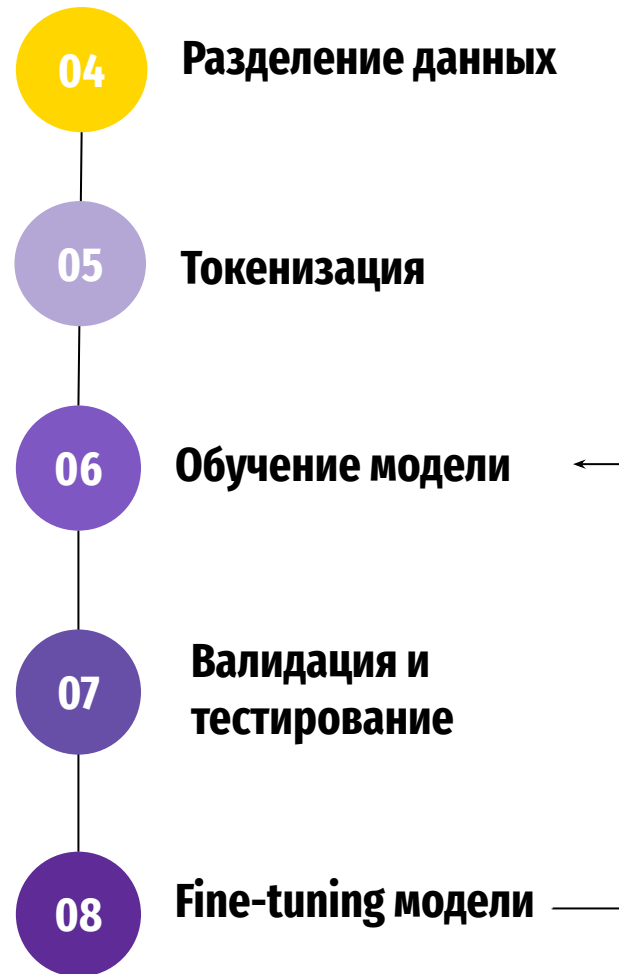 04
Разделение данных
05
Токенизация
06
Обучение модели
07
Валидация и
тестирование
08
Fine-tuning модели